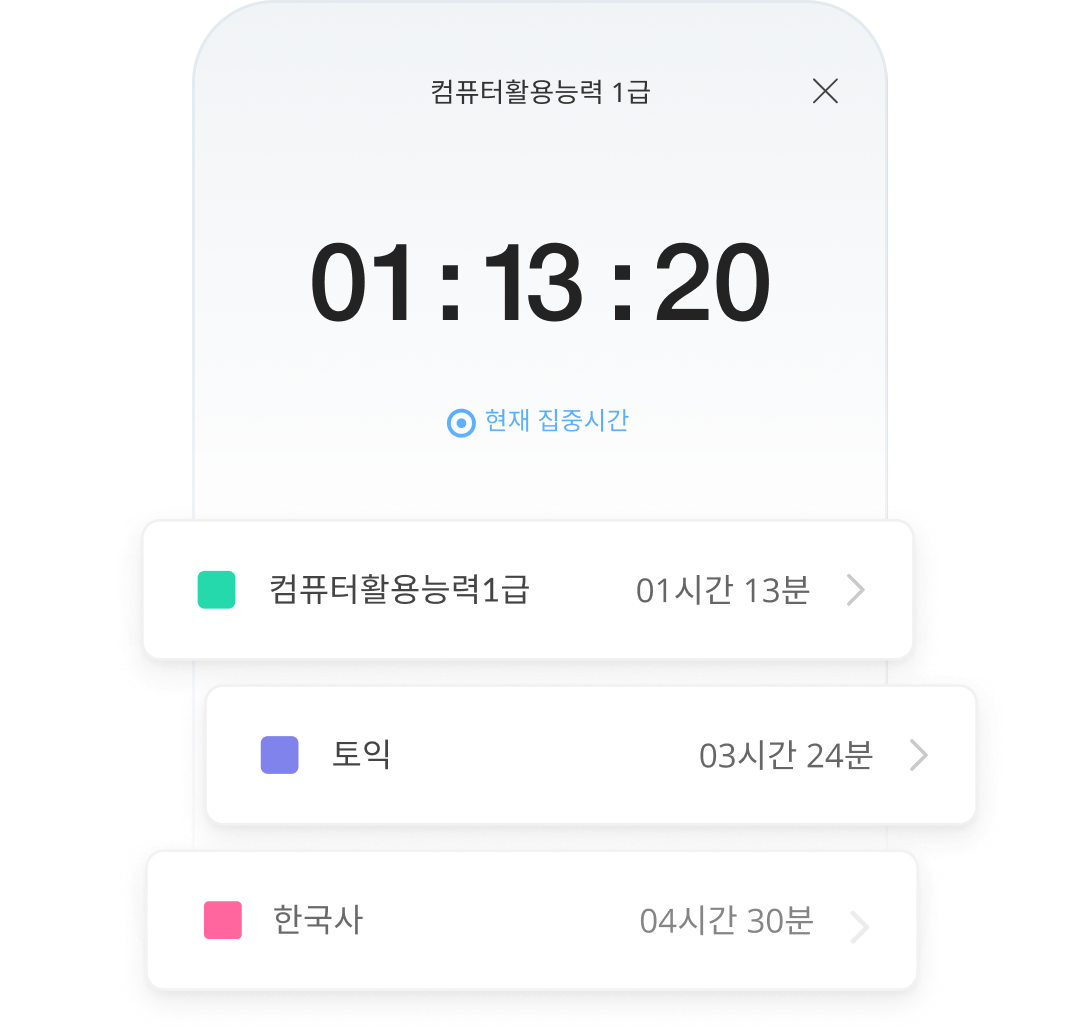 컴퓨터활용능력 1급
01:13:20
현재 집중시간
컴퓨터활용능력1급 01시간 13분
토익 03시간 24분
한국사 04시간 30분